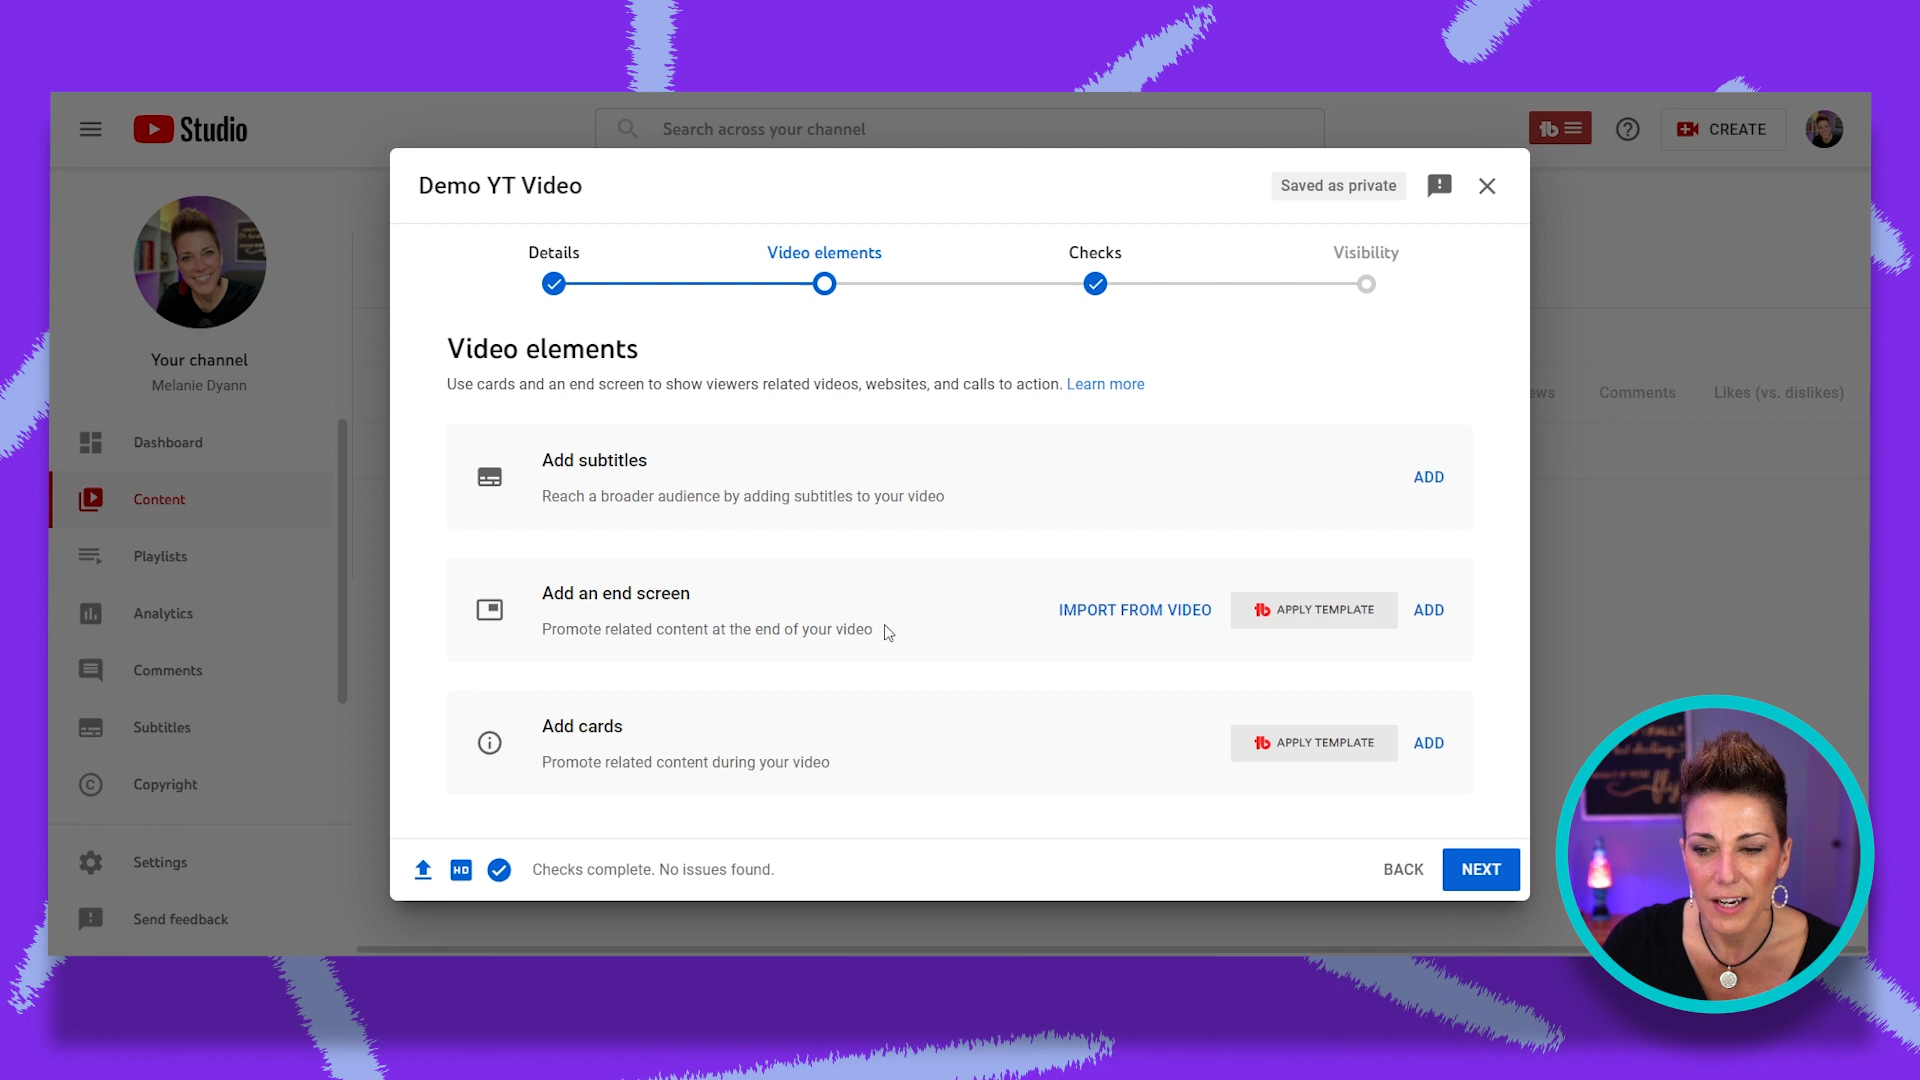 Studio
Search across your channel
CREATE
Demo YT Video
Saved as private
Details
Video elements
Checks
Visibility
Your channel
Melanie Dyann
Video elements
Use cards and an end screen to show viewers related videos, websites, and calls to action. Learn more
Comments
Likes (vs. dislikes)
Dashboard
Content
Playlists
Analytics
Comments
Subtitles
Copyright
Settings
Send feedback
Add subtitles
Reach a broader audience by adding subtitles to your video
ADD
Add an end screen
Promote related content at the end of your video
IMPORT FROM VIDEO
APPLY TEMPLATE
ADD
Add cards
Promote related content during your video
APPLY TEMPLATE
ADD
HD
Checks complete. No issues found.
BACK
NEXT